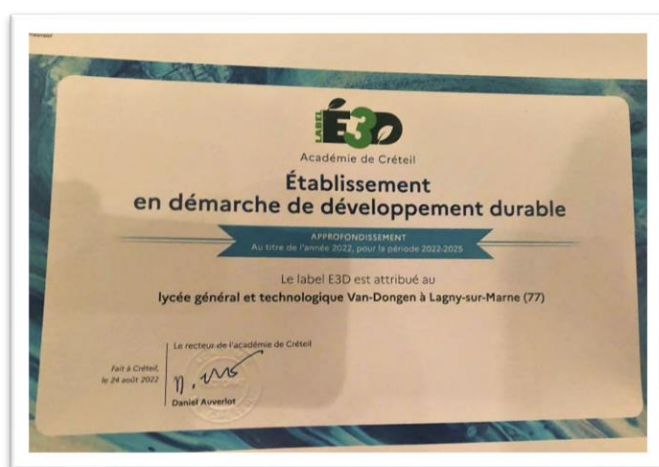 LABEL
É3D
Académie de Créteil
Établissement
en démarche de développement durable
APPROFONDISSEMENT
Au titre de l'année 2022, pour la période 2022-2025
Le label E3D est attribué au
lycée général et technologique Van-Dongen à Lagny-sur-Marne (77)
Le recteur de l'académie de Créteil
Fait à Créteil,
le 24 août 2022
Daniel Auverlot